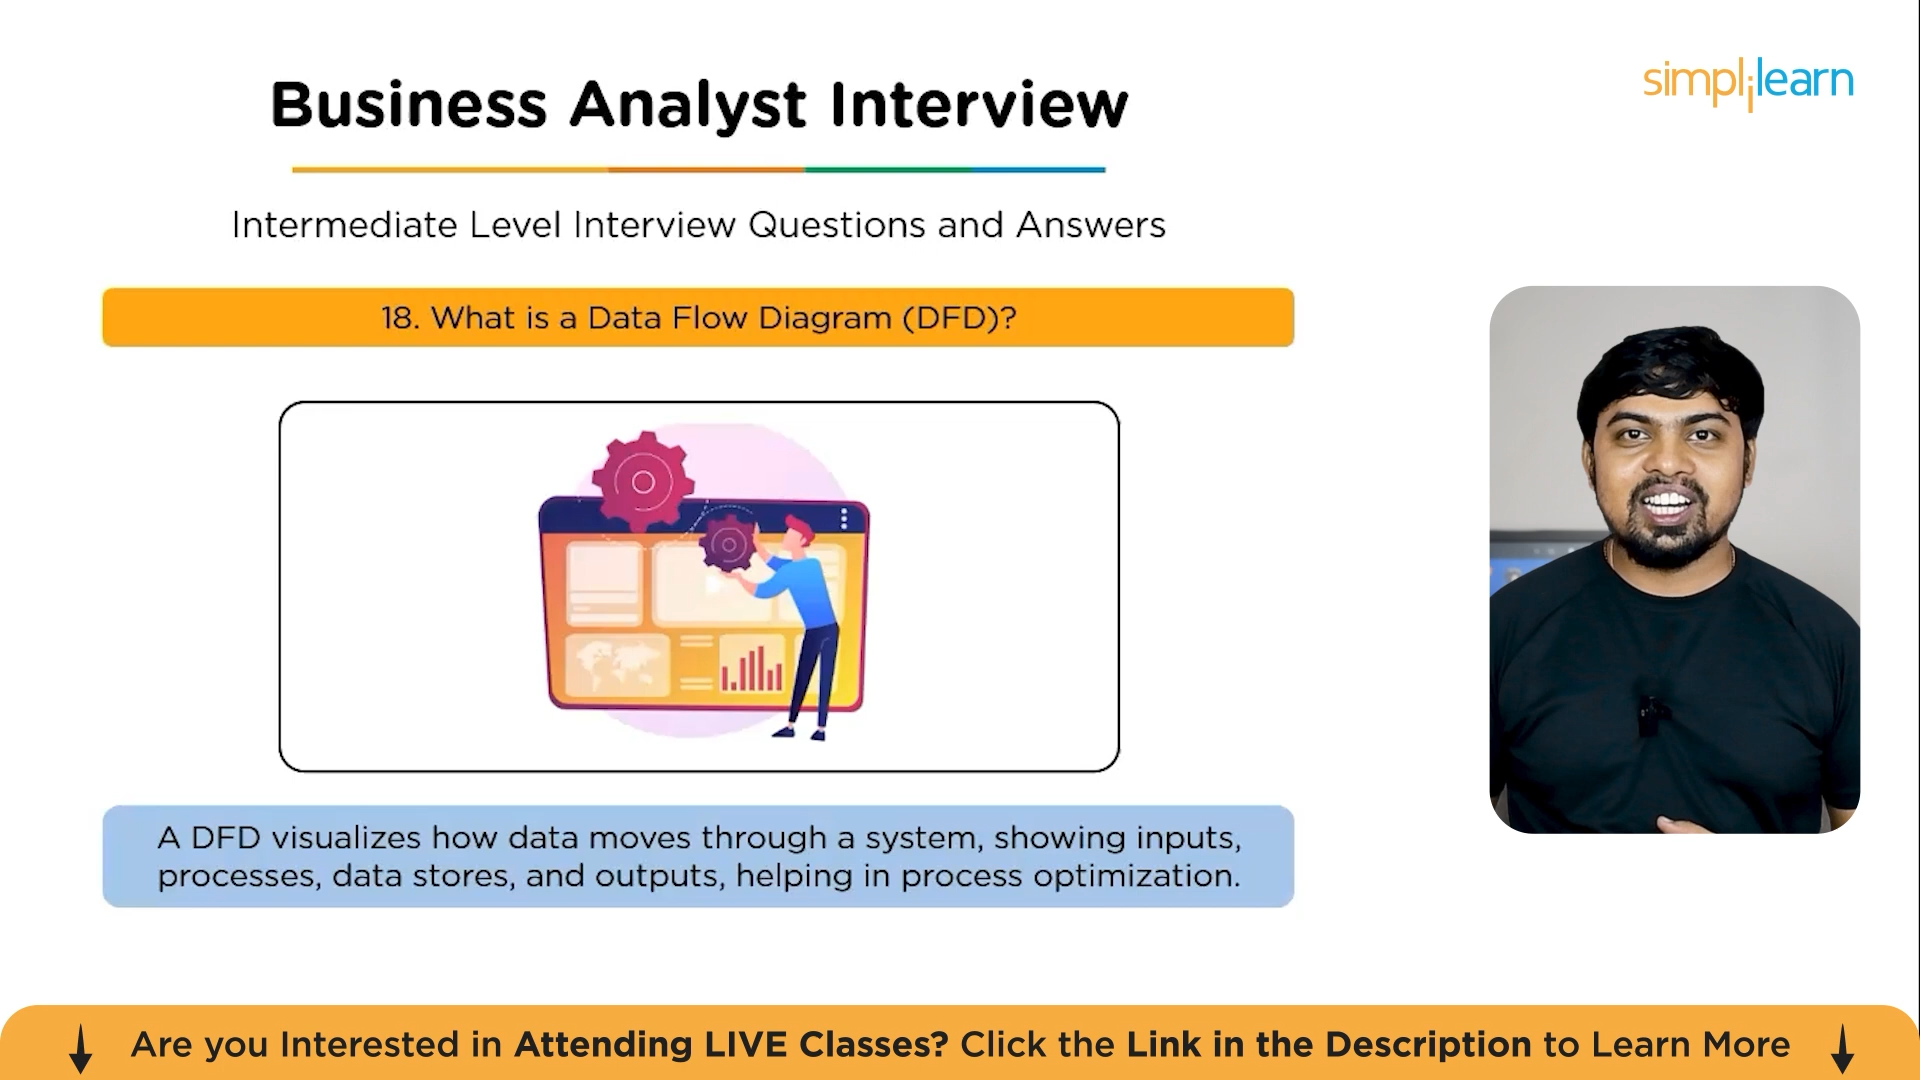 simplilearn
Business Analyst Interview
Intermediate Level Interview Questions and Answers
18. What is a Data Flow Diagram (DFD)?
A DFD visualizes how data moves through a system, showing inputs,
processes, data stores, and outputs, helping in process optimization.
Are you Interested in Attending LIVE Classes? Click the Link in the Description to Learn More